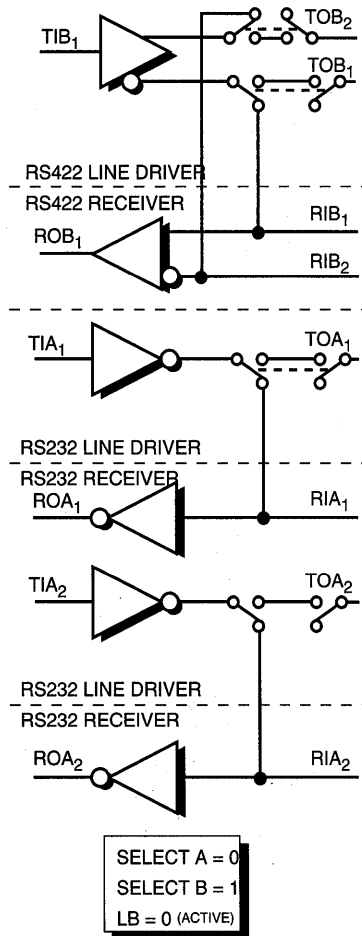 TOB2
TIB1
TOB1
RS422 LINE DRIVER
RS422 RECEIVER
RIB1
ROB1
RIB2
TIA1
TOA1
RS232 LINE DRIVER
RS232 RECEIVER
ROA1
RIA1
TIA2
TOA2
RS232 LINE DRIVER
RS232 RECEIVER
ROA2
RIA2
SELECT A = 0
SELECT B = 1
LB = 0 (ACTIVE)